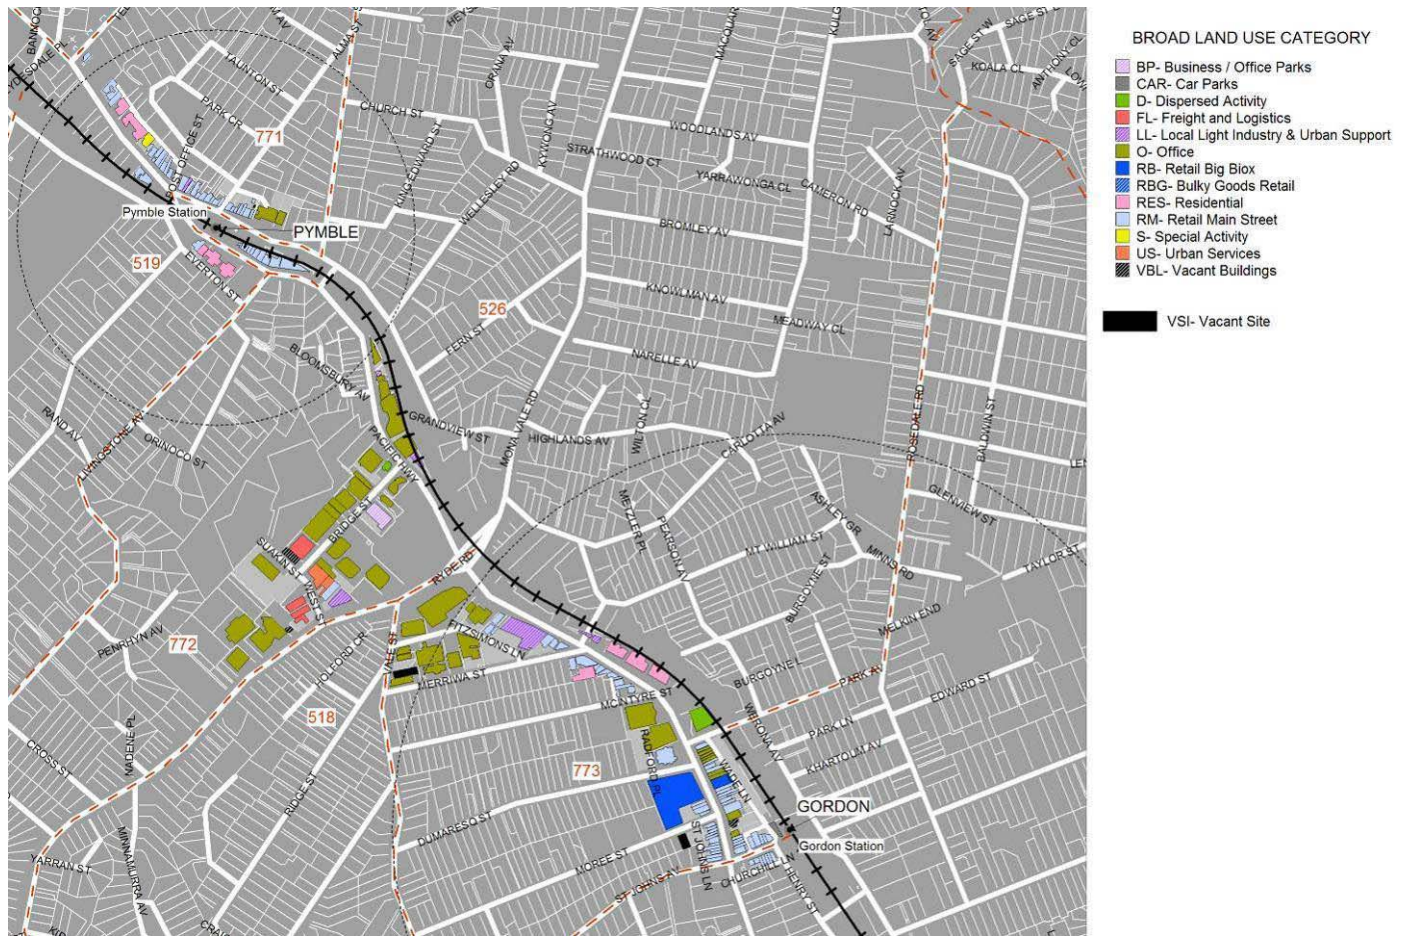 BROAD LAND USE CATEGORY
BP- Business / Office Parks
CAR- Car Parks
D- Dispersed Activity
FL- Freight and Logistics
LL- Local Light Industry & Urban Support
O- Office
RB- Retail Big Biox
RBG- Bulky Goods Retail
RES- Residential
RM- Retail Main Street
S- Special Activity
US- Urban Services
VBL- Vacant Buildings
VSI- Vacant Site
TAUNTON ST
ALMA ST
PARK CR
POST OFFICE ST
771
CHURCH ST
GRANA AV
KYWONG AV
KING EDWARD ST
WELLESLEY RD
STRATHWOOD CT
WOODLANDS AV
YARRAWONGA CL
CAMERON RD
LARNOCK AV
BROMLEY AV
KNOWLMAN AV
MEADWAY CL
NARELLE AV
SAGE ST
KOALA CL
ANTHONY CL
Pymble Station
PYMBLE
519
EVERTON ST
526
FERN ST
BLOOMSBURY AV
GRANDVIEW ST
HIGHLANDS AV
WILTON CL
CARLOTTA AV
MONA VALE RD
ROSEDALE RD
BALDWIN ST
RAND AV
LIVINGSTONE AV
ORINOCO ST
PACIFIC HWY
BRIDGE ST
SUAKIN ST
WEST ST
RYDE RD
METZLER PL
PEARSON AV
ASHLEY GR
MT WILLIAM ST
BURGOYNE ST
MINNS RD
GLENVIEW ST
TAYLOR ST
MELKIN END
PENRHYN AV
772
HOLFORD CR
VALE ST
FITZSIMONS LN
MERRIWA ST
MCINTYRE ST
518
BURGOYNE L
WERONA AV
PARK AV
EDWARD ST
PARK LN
KHARTOUM AV
NADENE PL
CROSS ST
RIDGE ST
773
RADFORD PL
WADE LN
GORDON
Gordon Station
DUMARESQ ST
MOREE ST
ST JOHNS LN
ST JOHNS AV
CHURCHILL LN
HENRY ST
YARRAN ST
MINNAMURRA AV